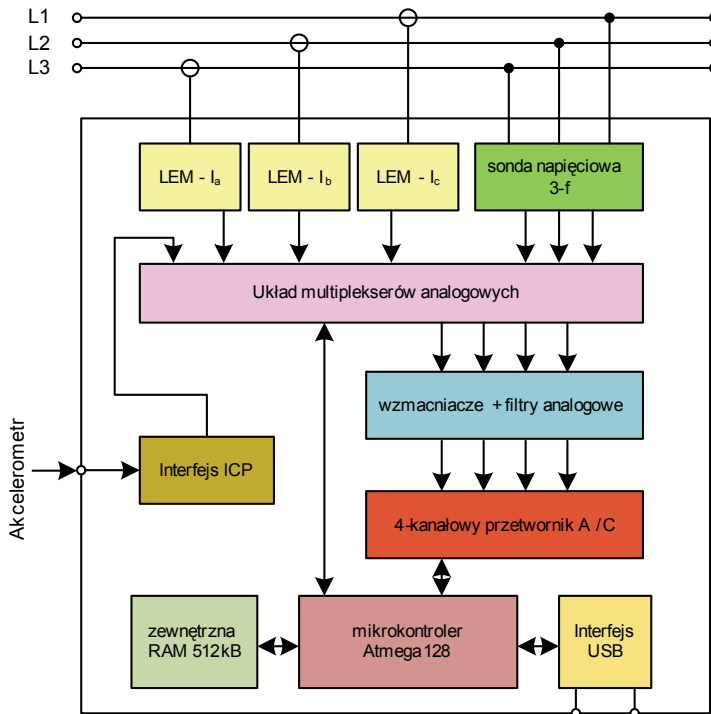 L1
L2
L3
LEM - Ia
LEM - Ib
LEM - Ic
sonda napięciowa
3-f
Układ multiplekserów analogowych
wzmacniacze + filtry analogowe
Akcelerometr
Interfejs ICP
4-kanałowy przetwornik A /C
zewnętrzna
RAM 512kB
mikrokontroler
Atmega128
Interfejs
USB